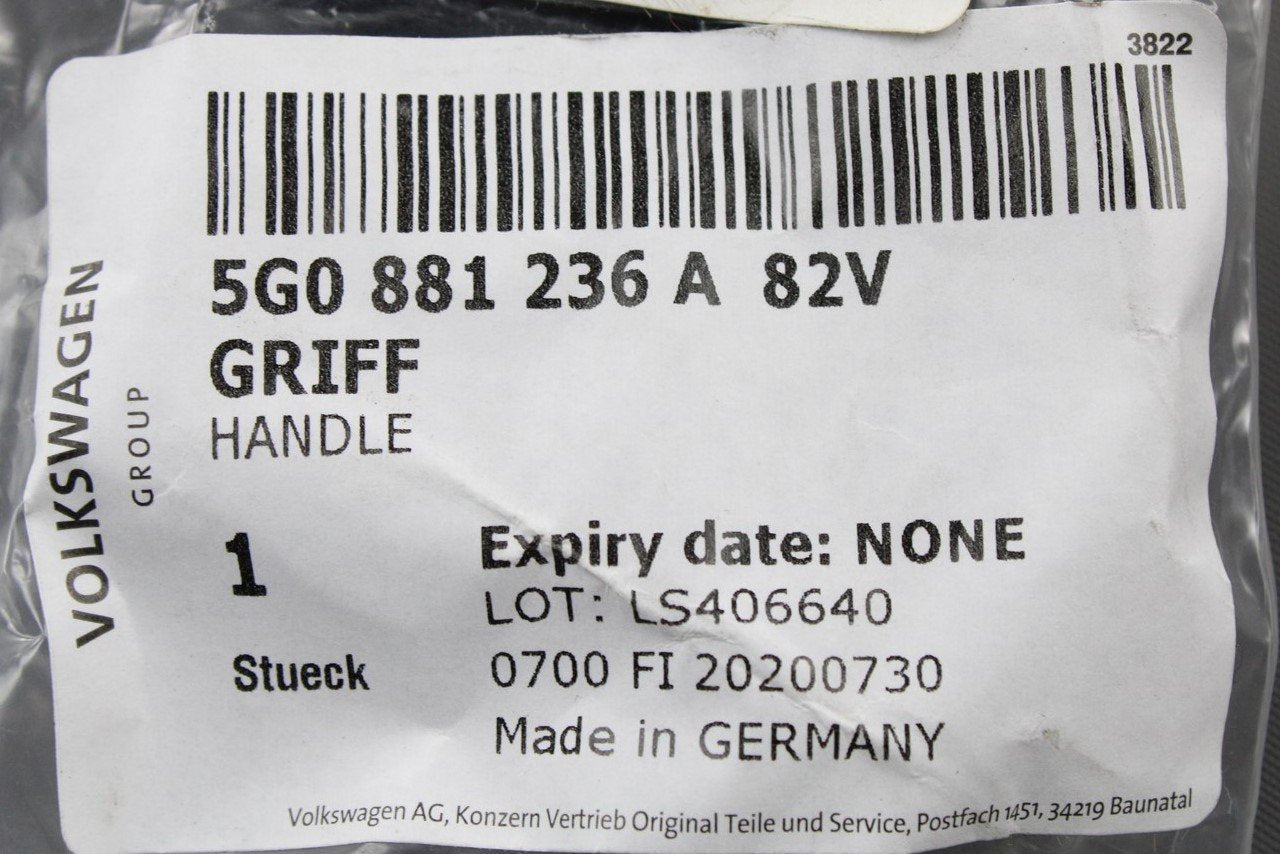 3822
5G0 881 236 A 82V
GRIFF
HANDLE
VOLKSWAGEN
GROUP
1
Stueck
Expiry date: NONE
LOT: LS406640
0700 FI 20200730
Made in GERMANY
Volkswagen AG, Konzern Vertrieb Original Teile und Service, Postfach 1451, 34219 Baunatal